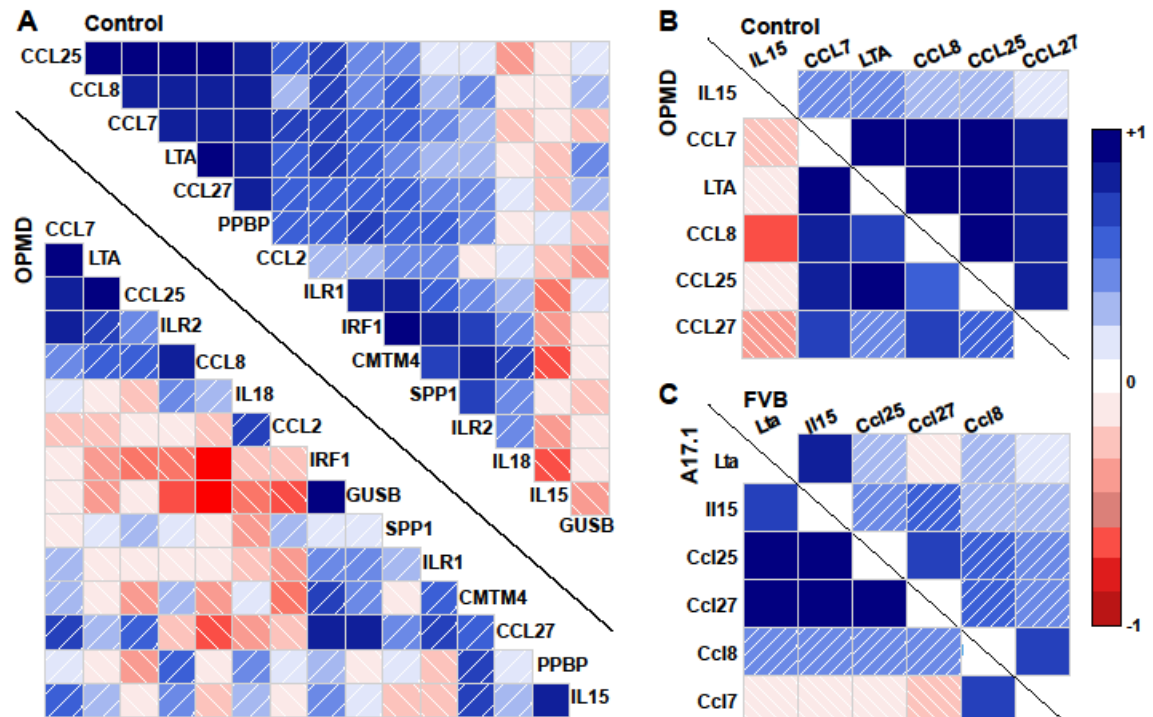 A
Control
CCL25
CCL8
CCL7
LTA
CCL27
PPBP
CCL2
ILR1
IRF1
CMTM4
SPP1
ILR2
IL18
IL15
GUSB
OPMD
CCL7
LTA
CCL25
ILR2
CCL8
IL18
CCL2
IRF1
GUSB
SPP1
ILR1
CMTM4
CCL27
PPBP
IL15
B
Control
IL15 CCL7 LTA CCL8 CCL25 CCL27
OPMD
IL15
CCL7
LTA
CCL8
CCL25
CCL27
C
FVB
Lta Il15 Ccl25 Ccl27 Ccl8
A17.1
Lta
Il15
Ccl25
Ccl27
Ccl8
Ccl7
+1
0
-1